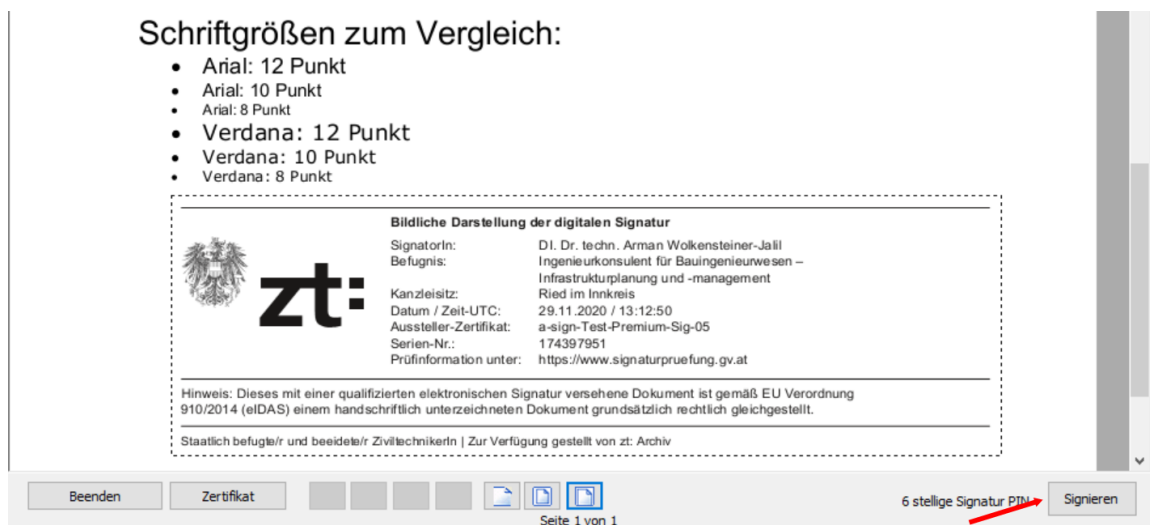 Schriftgrößen zum Vergleich:
• Arial: 12 Punkt
• Arial: 10 Punkt
• Arial: 8 Punkt
• Verdana: 12 Punkt
• Verdana: 10 Punkt
• Verdana: 8 Punkt
zt:
Bildliche Darstellung der digitalen Signatur
SignatorIn: DI. Dr. techn. Arman Wolkensteiner-Jalil
Befugnis: Ingenieurkonsulent für Bauingenieurwesen –
Infrastrukturplanung und -management
Kanzleisitz: Ried im Innkreis
Datum / Zeit-UTC: 29.11.2020 / 13:12:50
Aussteller-Zertifikat: a-sign-Test-Premium-Sig-05
Serien-Nr.: 174397951
Prüfinformation unter: https://www.signaturpruefung.gv.at
Hinweis: Dieses mit einer qualifizierten elektronischen Signatur versehene Dokument ist gemäß EU Verordnung
910/2014 (eIDAS) einem handschriftlich unterzeichneten Dokument grundsätzlich rechtlich gleichgestellt.
Staatlich befugte/r und beeidete/r ZiviltechnikerIn | Zur Verfügung gestellt von zt: Archiv
Beenden Zertifikat 6 stellige Signatur PIN Signieren
Seite 1 von 1